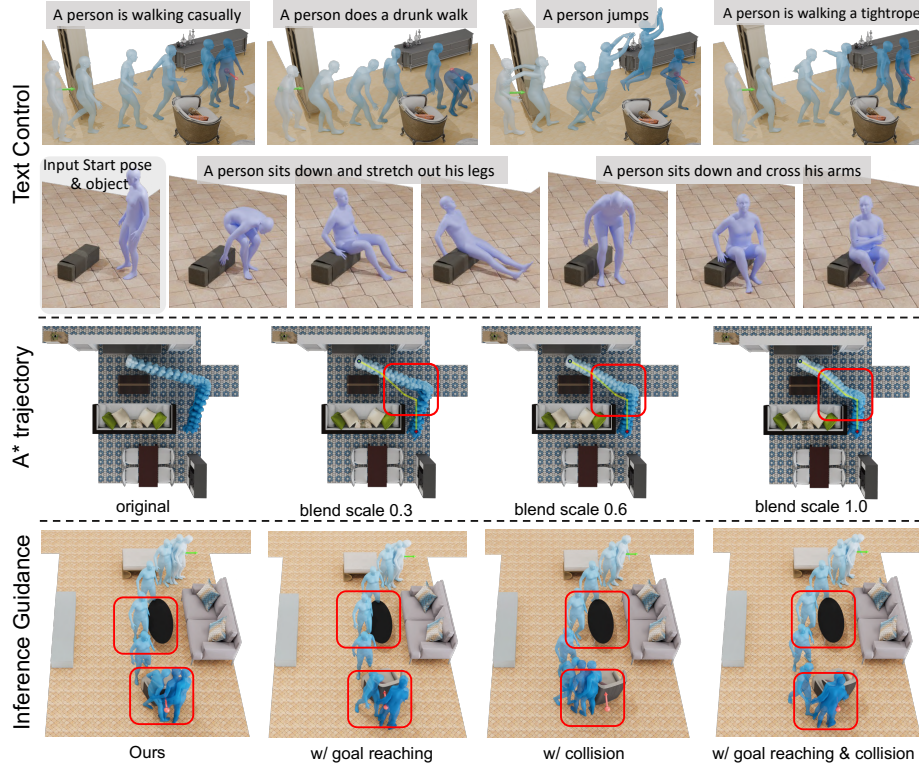 A person is walking casually
A person does a drunk walk
A person jumps
A person is walking a tightrope
Text Control
Input Start pose
& object
A person sits down and stretch out his legs
A person sits down and cross his arms
A* trajectory
original
blend scale 0.3
blend scale 0.6
blend scale 1.0
Inference Guidance
Ours
w/ goal reaching
w/ collision
w/ goal reaching & collision